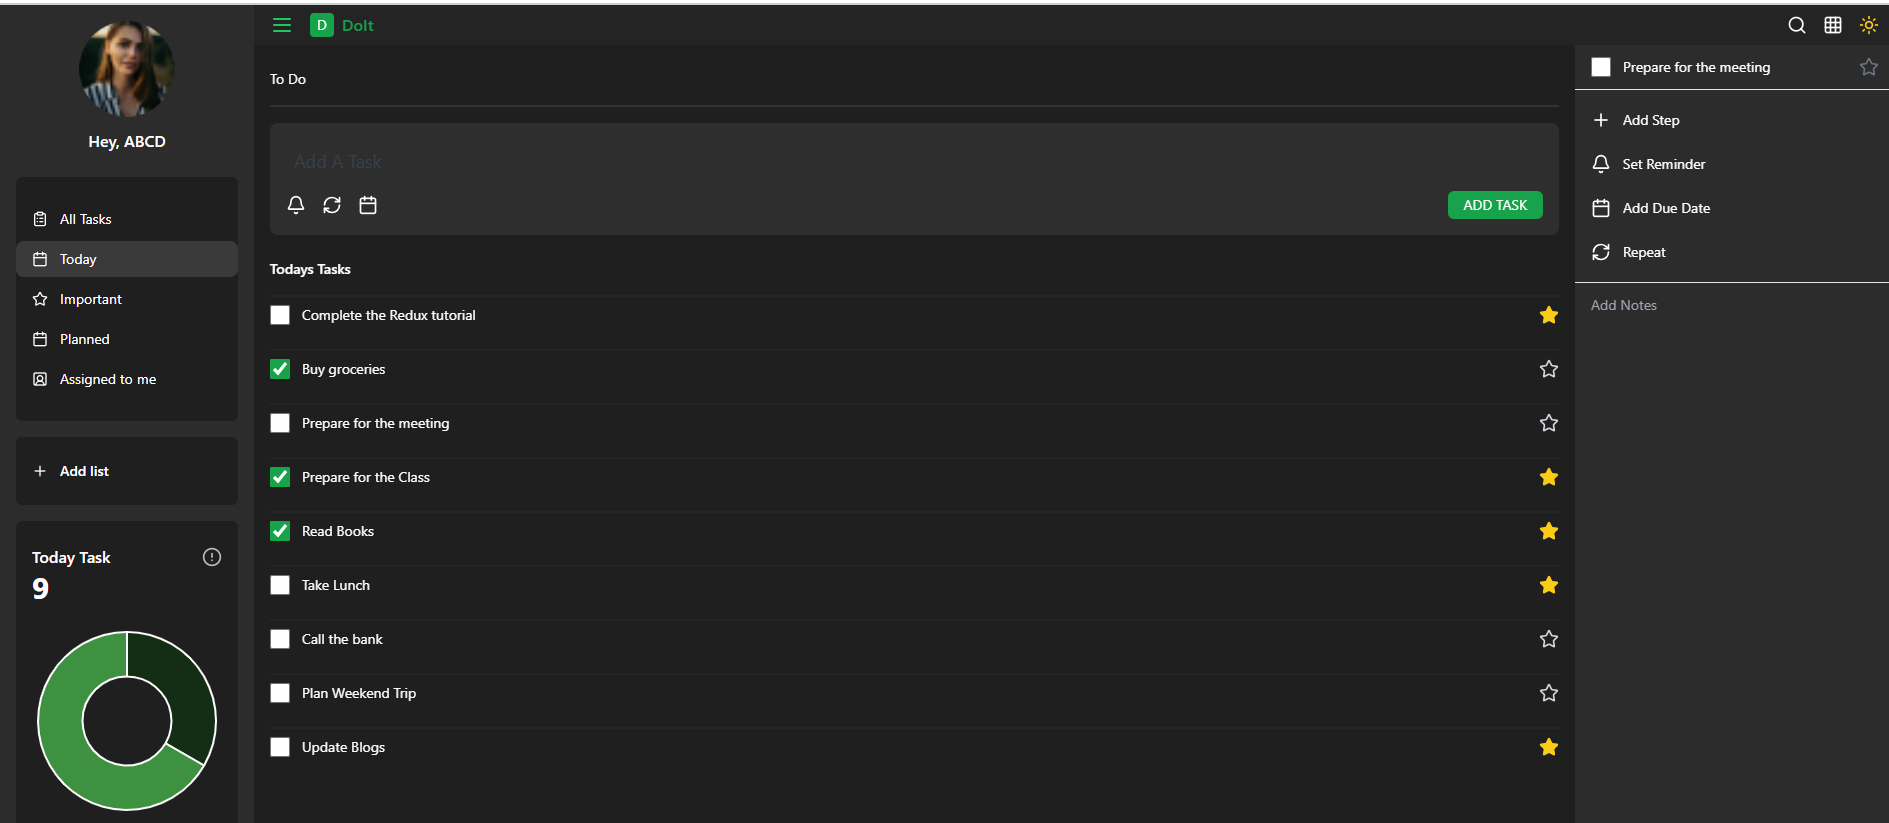 Hey, ABCD
All Tasks
Today
Important
Planned
Assigned to me
Add list
Today Task
9
D DoIt
To Do
Add A Task
ADD TASK
Todays Tasks
Complete the Redux tutorial
Buy groceries
Prepare for the meeting
Prepare for the Class
Read Books
Take Lunch
Call the bank
Plan Weekend Trip
Update Blogs
Prepare for the meeting
Add Step
Set Reminder
Add Due Date
Repeat
Add Notes